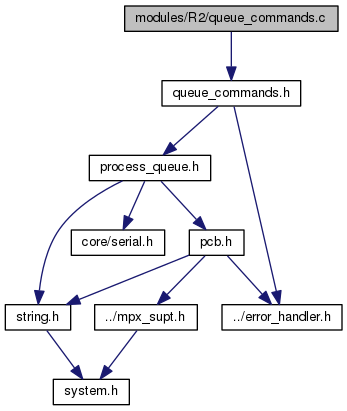 modules/R2/queue_commands.c
queue_commands.h
process_queue.h
core/serial.h
pcb.h
string.h
../mpx_supt.h
../error_handler.h
system.h